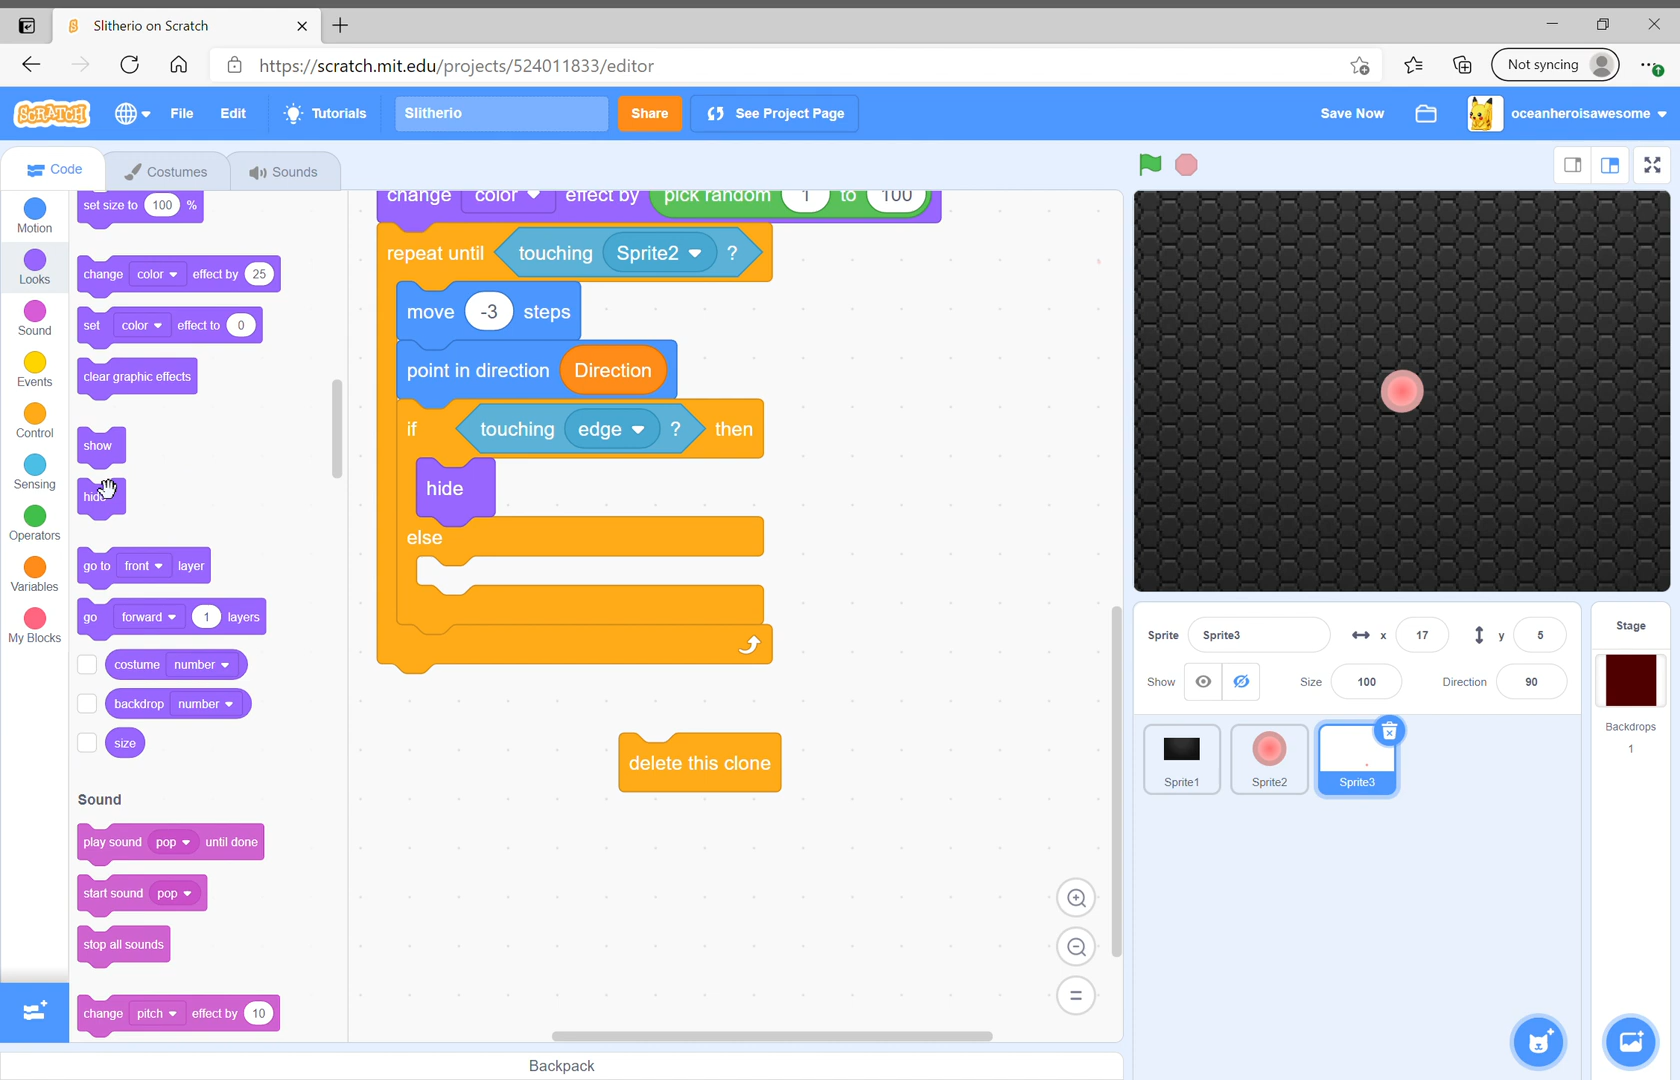 Slitherio on Scratch
https://scratch.mit.edu/projects/524011833/editor
Not syncing
SCRATCH
File
Edit
Tutorials
Slitherio
Share
See Project Page
Save Now
oceanheroisawesome
Code
Costumes
Sounds
Motion
Looks
Sound
Events
Control
Sensing
Operators
Variables
My Blocks
set size to 100 %
change color effect by 25
set color effect to 0
clear graphic effects
show
hide
go to front layer
go forward 1 layers
costume number
backdrop number
size
Sound
play sound pop until done
start sound pop
stop all sounds
change pitch effect by 10
change color effect by pick random 1 to 100
repeat until touching Sprite2 ?
move -3 steps
point in direction Direction
if touching edge ? then
hide
else
delete this clone
Backpack
Sprite Sprite3 x 17 y 5
Show Size 100 Direction 90
Sprite1
Sprite2
Sprite3
Stage
Backdrops
1